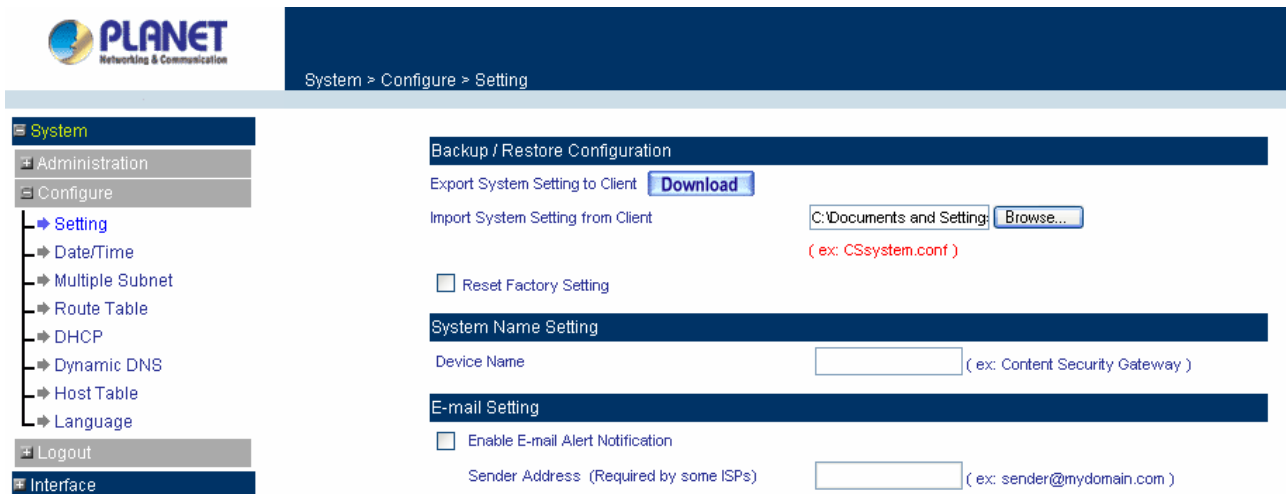 PLANET
Networking & Communication
System > Configure > Setting
System
Administration
Configure
Setting
Date/Time
Multiple Subnet
Route Table
DHCP
Dynamic DNS
Host Table
Language
Logout
Interface
Backup / Restore Configuration
Export System Setting to Client Download
Import System Setting from Client C:\Documents and Setting Browse...
( ex: CSsystem.conf )
Reset Factory Setting
System Name Setting
Device Name ( ex: Content Security Gateway )
E-mail Setting
Enable E-mail Alert Notification
Sender Address (Required by some ISPs) ( ex: sender@mydomain.com )